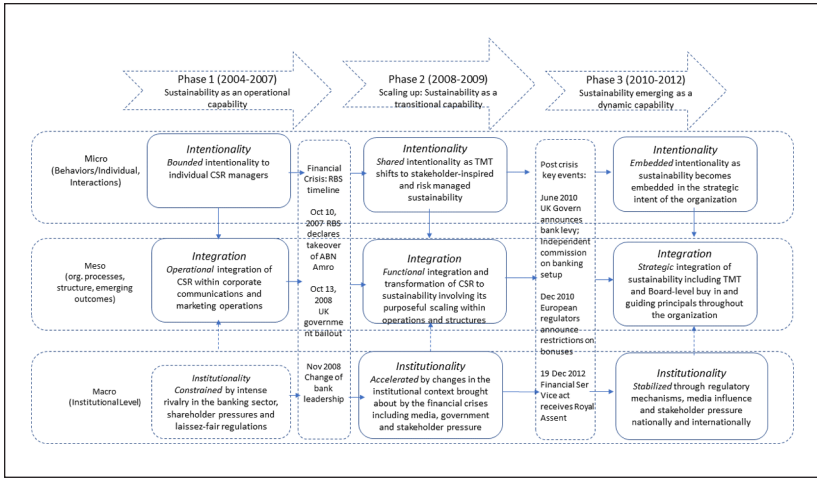 Phase 1 (2004-2007)
Sustainability as an operational
capability
Phase 2 (2008-2009)
Scaling up: Sustainability as a
transitional capability
Phase 3 (2010-2012)
Sustainability emerging as a
dynamic capability
Micro
(Behaviors/Individual,
Interactions)
Intentionality
Bounded intentionality to
individual CSR managers
Financial
Crisis: RBS
timeline
Oct 10,
2007 RBS
declares
takeover
of ABN
Amro
Oct 13,
2008
UK
governme
nt bailout
Nov 2008
Change of
bank
leadership
Intentionality
Shared intentionality as TMT
shifts to stakeholder-inspired
and risk managed
sustainability
Post crisis
key events:
June 2010
UK Govern
announces
bank levy;
Independent
commission
on banking
setup
Dec 2010
European
regulators
announce
restrictions on
bonuses
19 Dec 2012
Financial Ser
Vice act
receives Royal
Assent
Intentionality
Embedded intentionality as
sustainability becomes
embedded in the strategic
intent of the organization
Meso
(org. processes,
structure, emerging
outcomes)
Integration
Operational integration of
CSR within corporate
communications and
marketing operations
Integration
Functional integration and
transformation of CSR to
sustainability involving its
purposeful scaling within
operations and structures
Integration
Strategic integration of
sustainability including TMT
and Board-level buy in and
guiding principals throughout
the organization
Macro
(Institutional Level)
Institutionality
Constrained by intense
rivalry in the banking sector,
shareholder pressures and
laissez-fair regulations
Institutionality
Accelerated by changes in the
institutional context brought
about by the financial crises
including media, government
and stakeholder pressure
Institutionality
Stabilized through regulatory
mechanisms, media influence
and stakeholder pressure
nationally and internationally